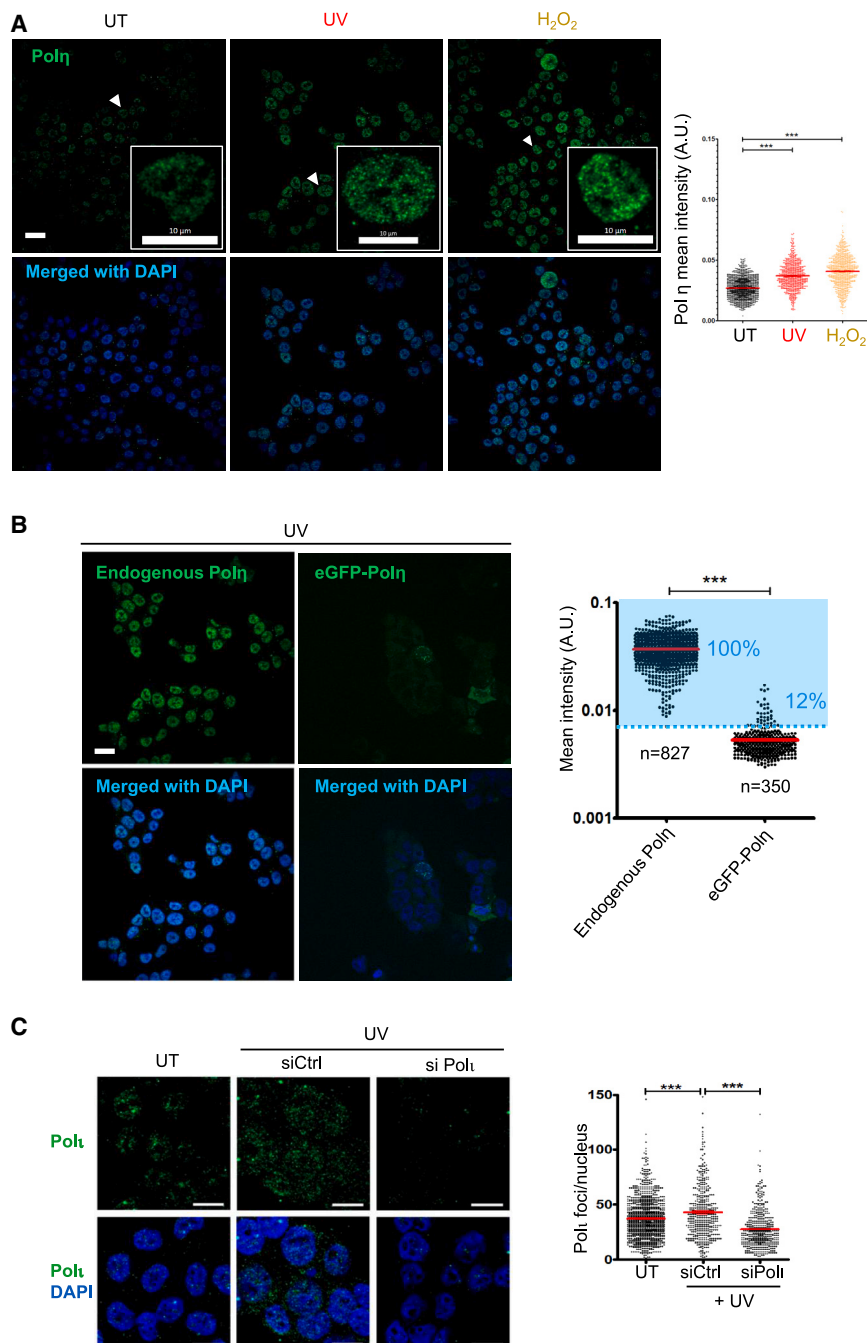 A
UT
UV
H₂O₂
Polη
10 μm
10 μm
10 μm
Merged with DAPI
Pol η mean intensity (A.U.)
0.15
0.10
0.05
0.00
***
***
UT
UV
H₂O₂
B
UV
Endogenous Polη
eGFP-Polη
Merged with DAPI
Merged with DAPI
Mean intensity (A.U.)
0.1
0.01
0.001
***
100%
12%
n=827
n=350
Endogenous Polη
eGFP-Polη
C
UV
UT
siCtrl
si Polι
Polι
Polι
DAPI
Polι foci/nucleus
150
100
50
0
***
***
UT
siCtrl
siPolι
+ UV